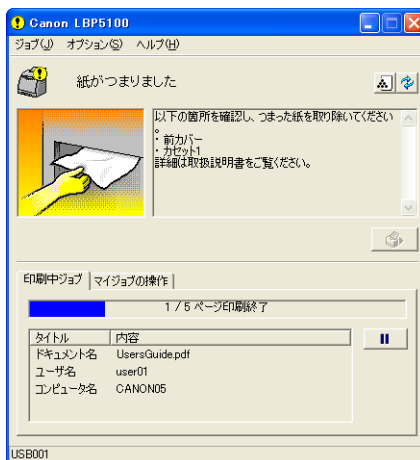 Canon LBP5100
ジョブ(J) オプション(S) ヘルプ(H)
紙がつまりました
以下の箇所を確認し、つまった紙を取り除いてください
。
・前カバー
・カセット1
詳細は取扱説明書をご覧ください。
印刷中ジョブ マイジョブの操作
1 / 5 ページ印刷終了
タイトル 内容
ドキュメント名 UsersGuide.pdf
ユーザ名 user01
コンピュータ名 CANON05
USB001